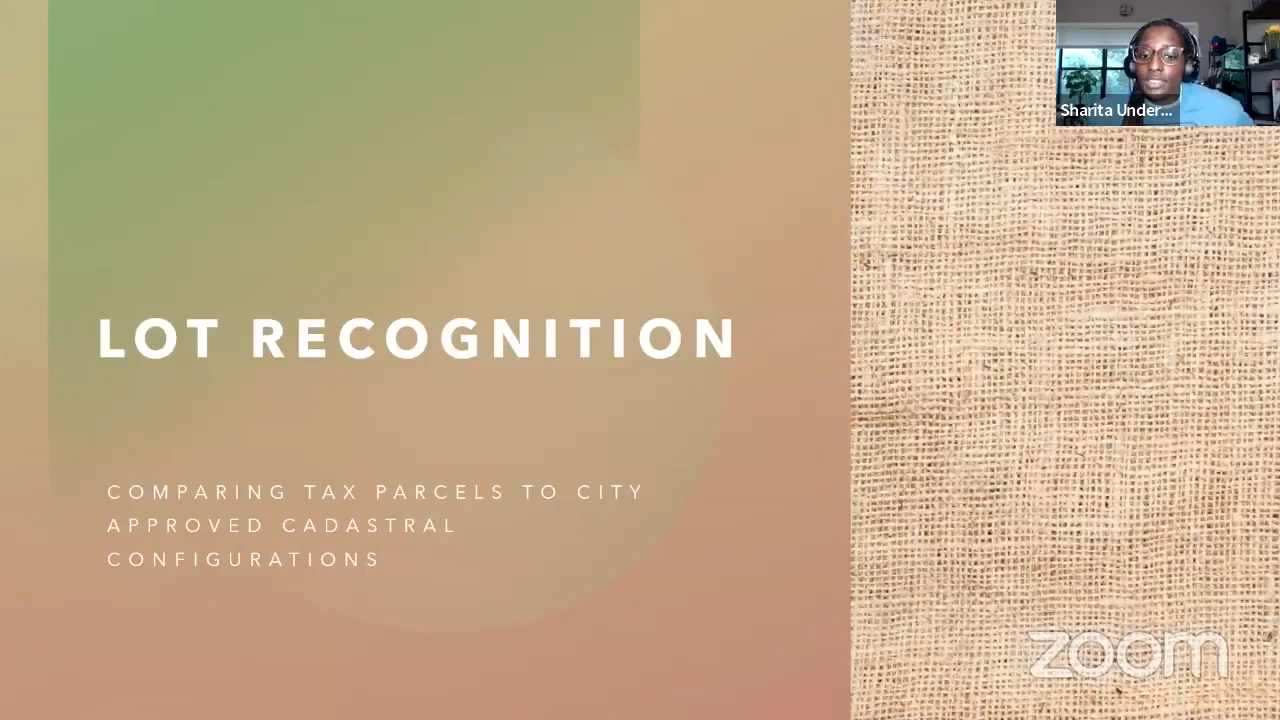 Sharita Under...
LOT RECOGNITION
COMPARING TAX PARCELS TO CITY
APPROVED CADASTRAL
CONFIGURATIONS
zoom